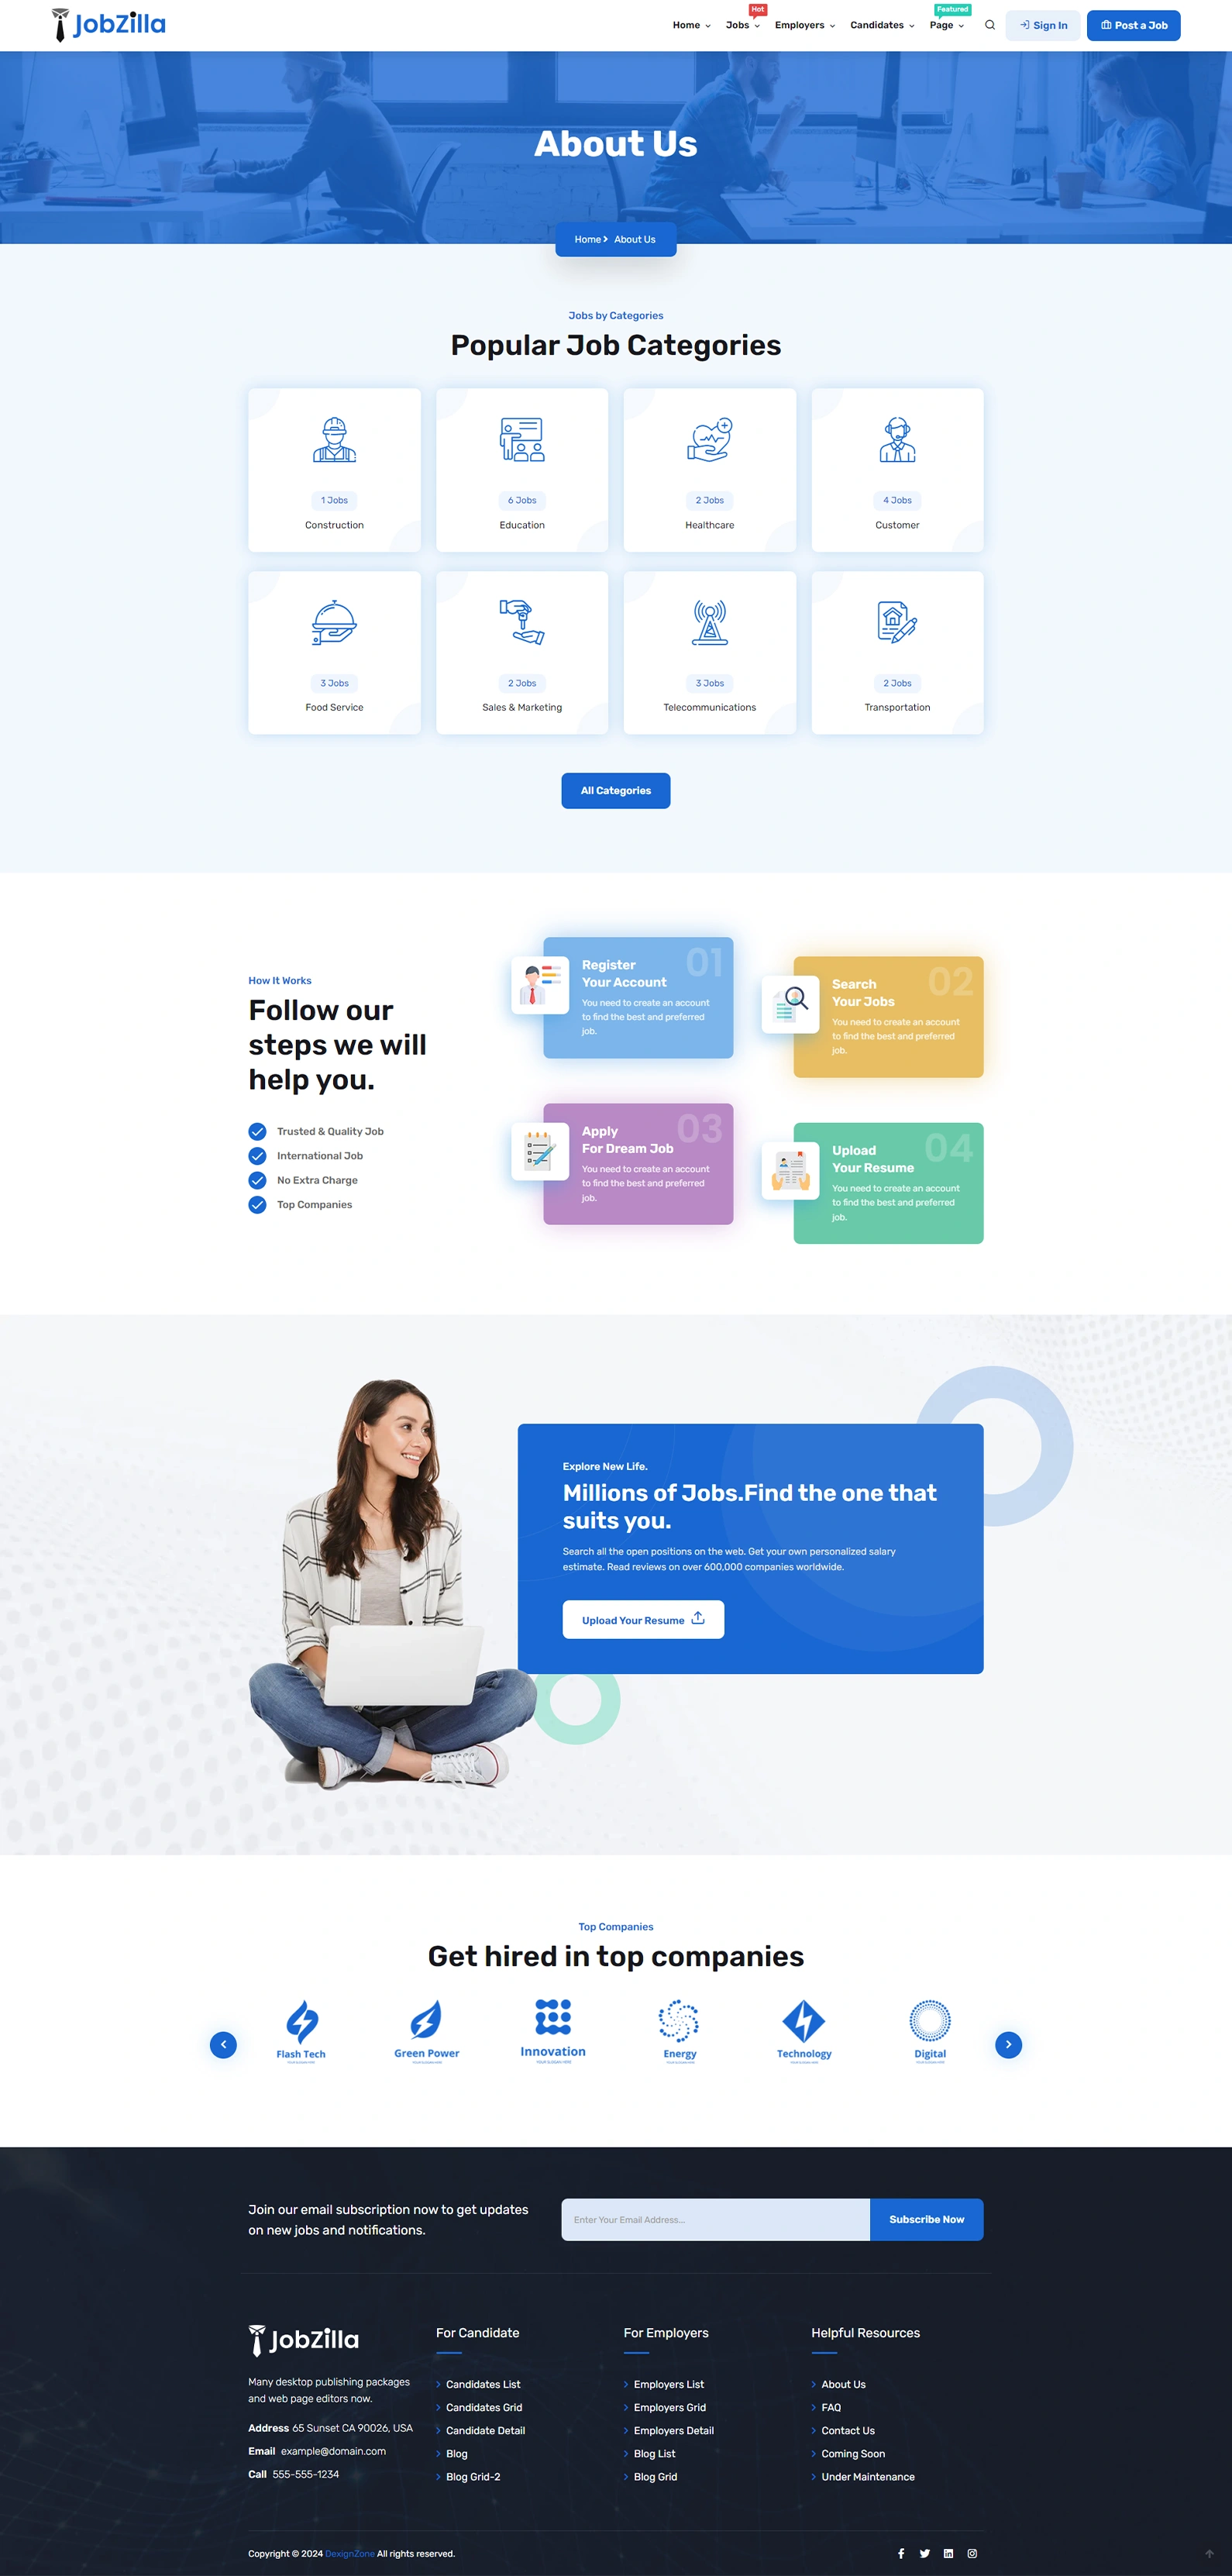 JobZilla
Home
Jobs
Hot
Employers
Candidates
Page
Featured
Sign In
Post a Job
About Us
Home
About Us
Jobs by Categories
Popular Job Categories
1 Jobs
Construction
6 Jobs
Education
2 Jobs
Healthcare
4 Jobs
Customer
3 Jobs
Food Service
2 Jobs
Sales & Marketing
3 Jobs
Telecommunications
2 Jobs
Transportation
All Categories
How It Works
Follow our
steps we will
help you.
Trusted & Quality Job
International Job
No Extra Charge
Top Companies
01
Register
Your Account
You need to create an account
to find the best and preferred
job.
02
Search
Your Jobs
You need to create an account
to find the best and preferred
job.
03
Apply
For Dream Job
You need to create an account
to find the best and preferred
job.
04
Upload
Your Resume
You need to create an account
to find the best and preferred
job.
Explore New Life.
Millions of Jobs.Find the one that
suits you.
Search all the open positions on the web. Get your own personalized salary
estimate. Read reviews on over 600,000 companies worldwide.
Upload Your Resume
Top Companies
Get hired in top companies
Flash Tech
Green Power
Innovation
Energy
Technology
Digital
Join our email subscription now to get updates
on new jobs and notifications.
Enter Your Email Address...
Subscribe Now
JobZilla
Many desktop publishing packages
and web page editors now.
Address 65 Sunset CA 90026, USA
Email example@domain.com
Call 555-555-1234
For Candidate
Candidates List
Candidates Grid
Candidate Detail
Blog
Blog Grid-2
For Employers
Employers List
Employers Grid
Employers Detail
Blog List
Blog Grid
Helpful Resources
About Us
FAQ
Contact Us
Coming Soon
Under Maintenance
Copyright © 2024 DexignZone All rights reserved.